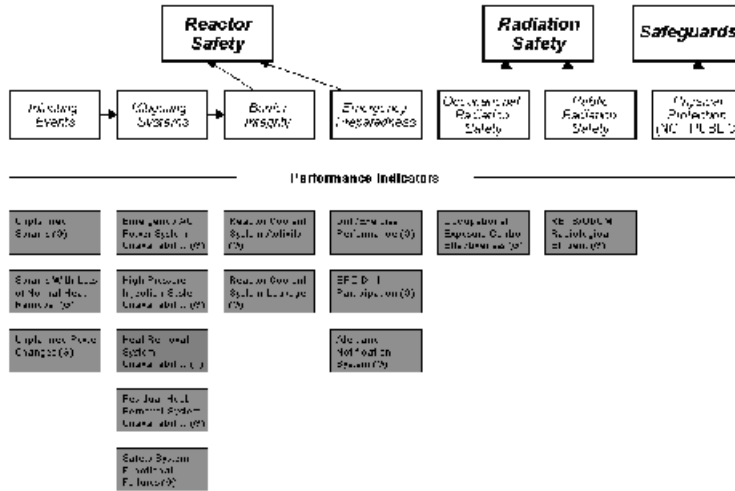 Reactor
Safety
Radiation
Safety
Safeguards
Initiating
Events
Mitigating
Systems
Barrier
Integrity
Emergency
Preparedness
Occupational
Radiation
Safety
Public
Radiation
Safety
Physical
Protection
Performance Indicators
Unplanned
Scrams
Scrams With Loss
of Normal Heat
Removal
Unplanned Power
Changes
Emergency AC
Power System
Unavailability
High Pressure
Injection System
Unavailability
Heat Removal
System
Unavailability
Residual Heat
Removal System
Unavailability
Safety System
Functional
Failures
Reactor Coolant
System Activity
Reactor Coolant
System Leakage
Drill/Exercise
Performance
Participation
Alert and
Notification
System
Occupational
Exposure Control
Effectiveness
Radiological
Effluent